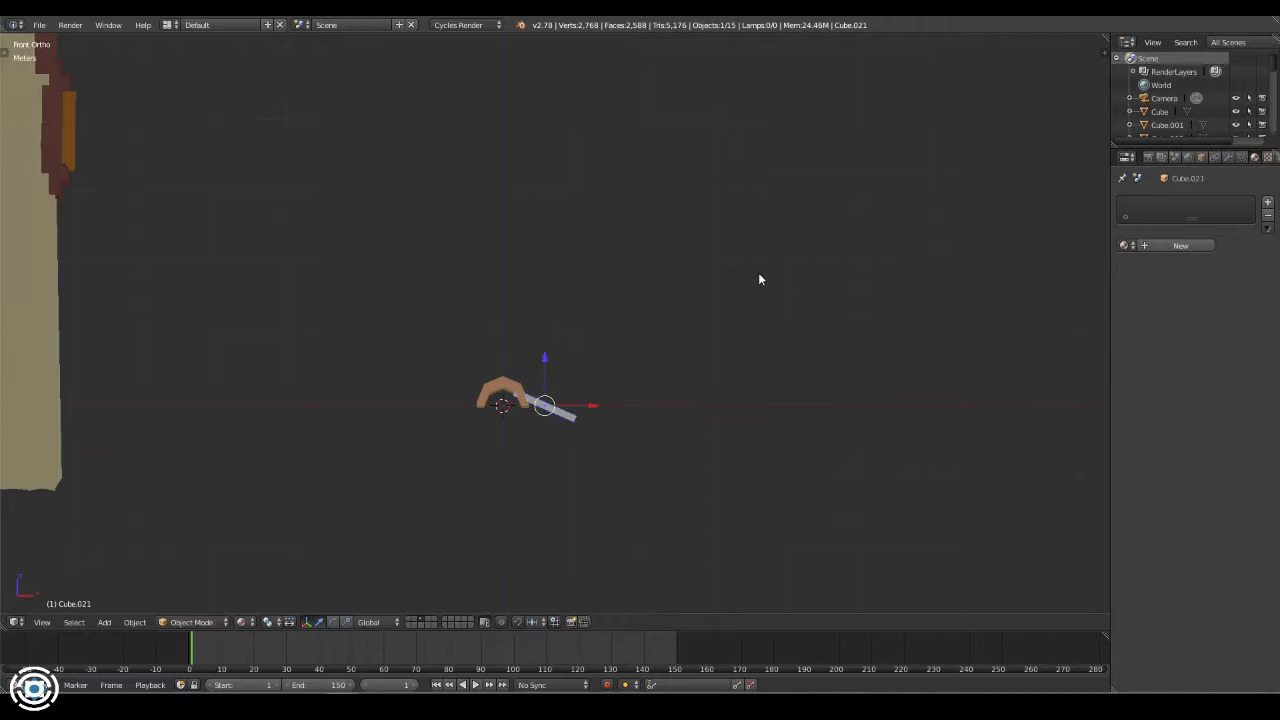 File Render Window Help Default Scene Cycles Render v2.78 | Verts:2,768 | Faces:2,588 | Tris:5,176 | Objects:1/15 | Lamps:0/0 | Mem:24.46M | Cube.021
Front Ortho
Meters
View Search All Scenes
Scene
RenderLayers
World
Camera
Cube
Cube.001
Cube.021
New
(1) Cube.021
View Select Add Object Object Mode Global
-40 -30 -20 -10 0 10 20 30 40 50 60 70 80 90 100 110 120 130 140 150 160 170 180 190 200 210 220 230 240 250 260 270 280
Marker Frame Playback Start: 1 End: 150 1 No Sync